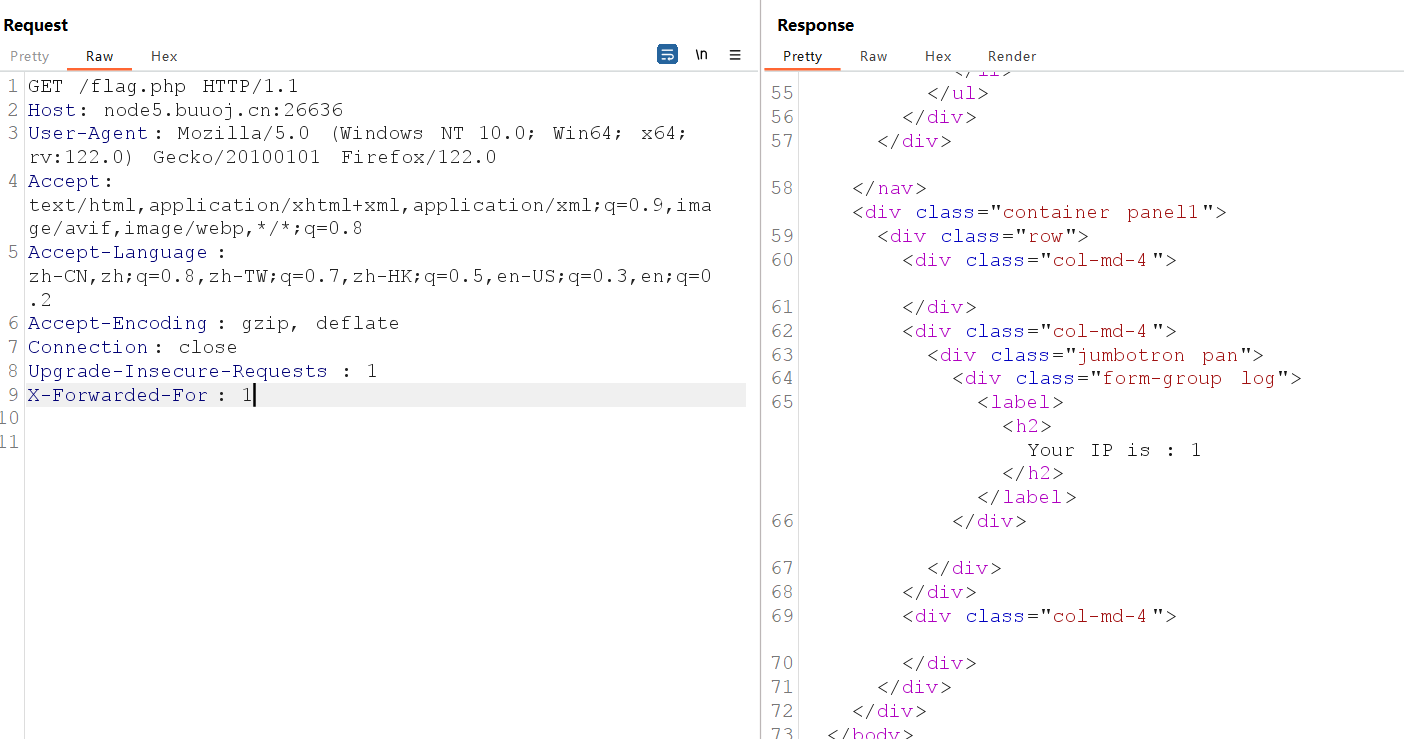 Request
Pretty Raw Hex \n
1 GET /flag.php HTTP/1.1
2 Host: node5.buuoj.cn:26636
3 User-Agent: Mozilla/5.0 (Windows NT 10.0; Win64; x64;
rv:122.0) Gecko/20100101 Firefox/122.0
4 Accept:
text/html,application/xhtml+xml,application/xml;q=0.9,ima
ge/avif,image/webp,*/*;q=0.8
5 Accept-Language:
zh-CN,zh;q=0.8,zh-TW;q=0.7,zh-HK;q=0.5,en-US;q=0.3,en;q=0
.2
6 Accept-Encoding: gzip, deflate
7 Connection: close
8 Upgrade-Insecure-Requests: 1
9 X-Forwarded-For: 1
10
11
Response
Pretty Raw Hex Render
</li>
55 </ul>
56 </div>
57 </div>
58 </nav>
<div class="container panel1">
59 <div class="row">
60 <div class="col-md-4">
61 </div>
62 <div class="col-md-4">
63 <div class="jumbotron pan">
64 <div class="form-group log">
65 <label>
<h2>
Your IP is : 1
</h2>
</label>
66 </div>
67 </div>
68 </div>
69 <div class="col-md-4">
70 </div>
71 </div>
72 </div>
73 </body>